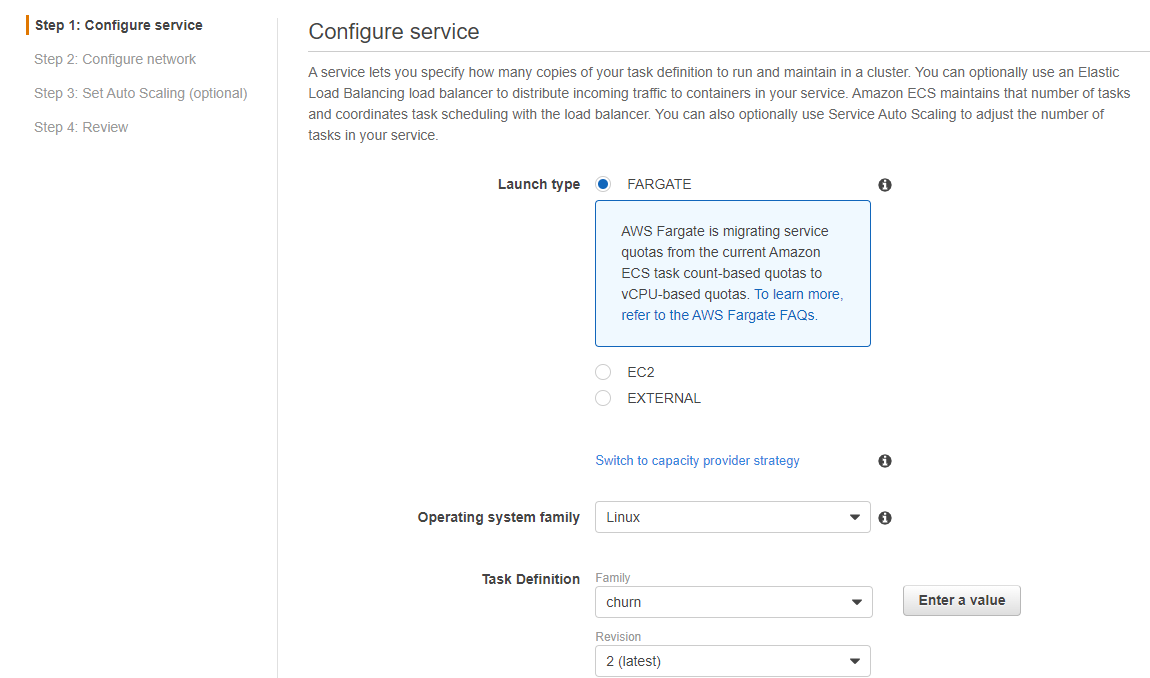 Step 1: Configure service
Step 2: Configure network
Step 3: Set Auto Scaling (optional)
Step 4: Review
Configure service
A service lets you specify how many copies of your task definition to run and maintain in a cluster. You can optionally use an Elastic
Load Balancing load balancer to distribute incoming traffic to containers in your service. Amazon ECS maintains that number of tasks
and coordinates task scheduling with the load balancer. You can also optionally use Service Auto Scaling to adjust the number of
tasks in your service.
Launch type
FARGATE
AWS Fargate is migrating service
quotas from the current Amazon
ECS task count-based quotas to
vCPU-based quotas. To learn more,
refer to the AWS Fargate FAQs.
EC2
EXTERNAL
Switch to capacity provider strategy
Operating system family
Linux
Task Definition
Family
churn
Enter a value
Revision
2 (latest)